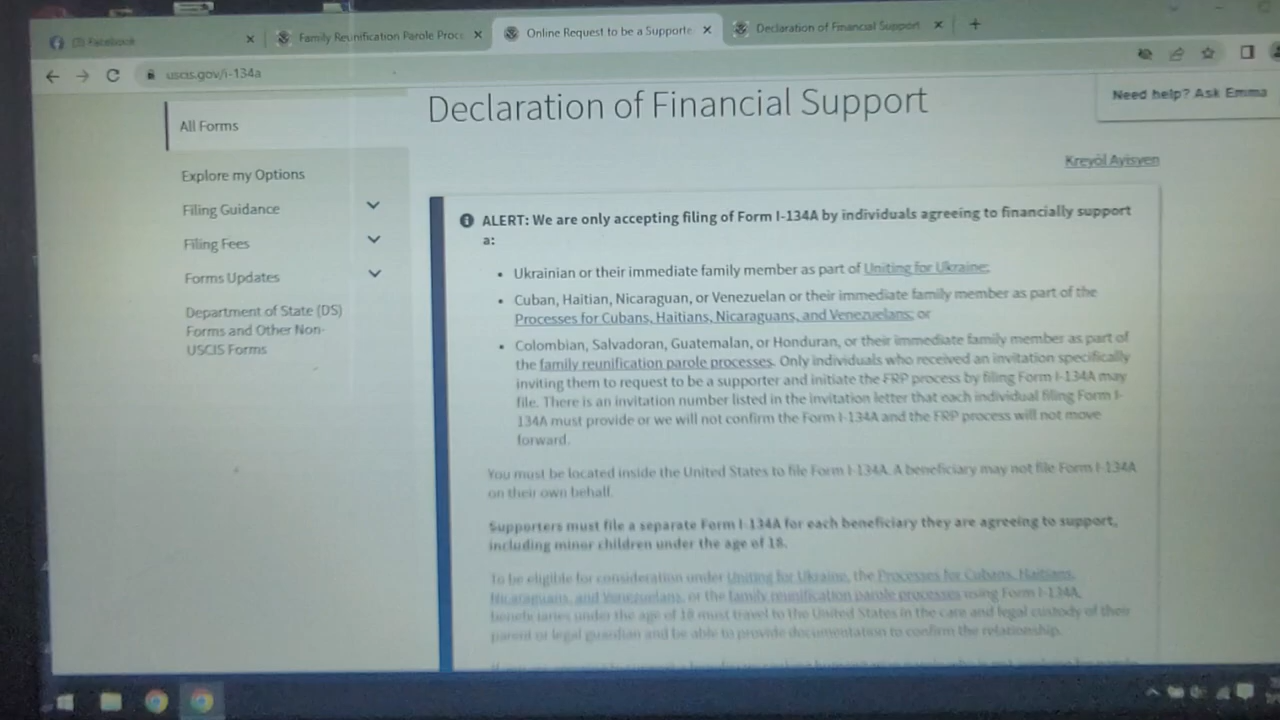 (3) Facebook
Family Reunification Parole Proc
Online Request to be a Supporte
Declaration of Financial Support
uscis.gov/i-134a
Declaration of Financial Support
Need help? Ask Emma
All Forms
Kreyòl Ayisyen
Explore my Options
Filing Guidance
Filing Fees
Forms Updates
Department of State (DS)
Forms and Other Non-
USCIS Forms
ALERT: We are only accepting filing of Form I-134A by individuals agreeing to financially support
a:
• Ukrainian or their immediate family member as part of Uniting for Ukraine;
• Cuban, Haitian, Nicaraguan, or Venezuelan or their immediate family member as part of the
Processes for Cubans, Haitians, Nicaraguans, and Venezuelans; or
• Colombian, Salvadoran, Guatemalan, or Honduran, or their immediate family member as part of
the family reunification parole processes. Only individuals who received an invitation specifically
inviting them to request to be a supporter and initiate the FRP process by filing Form I-134A may
file. There is an invitation number listed in the invitation letter that each individual filing Form I-
134A must provide or we will not confirm the Form I-134A and the FRP process will not move
forward.
You must be located inside the United States to file Form I-134A. A beneficiary may not file Form I-134A
on their own behalf.
Supporters must file a separate Form I-134A for each beneficiary they are agreeing to support,
including minor children under the age of 18.
To be eligible for consideration under Uniting for Ukraine, the Processes for Cubans, Haitians,
Nicaraguans, and Venezuelans, or the family reunification parole processes using Form I-134A,
beneficiaries under the age of 18 must travel to the United States in the care and legal custody of their
parent or legal guardian and be able to provide documentation to confirm the relationship.